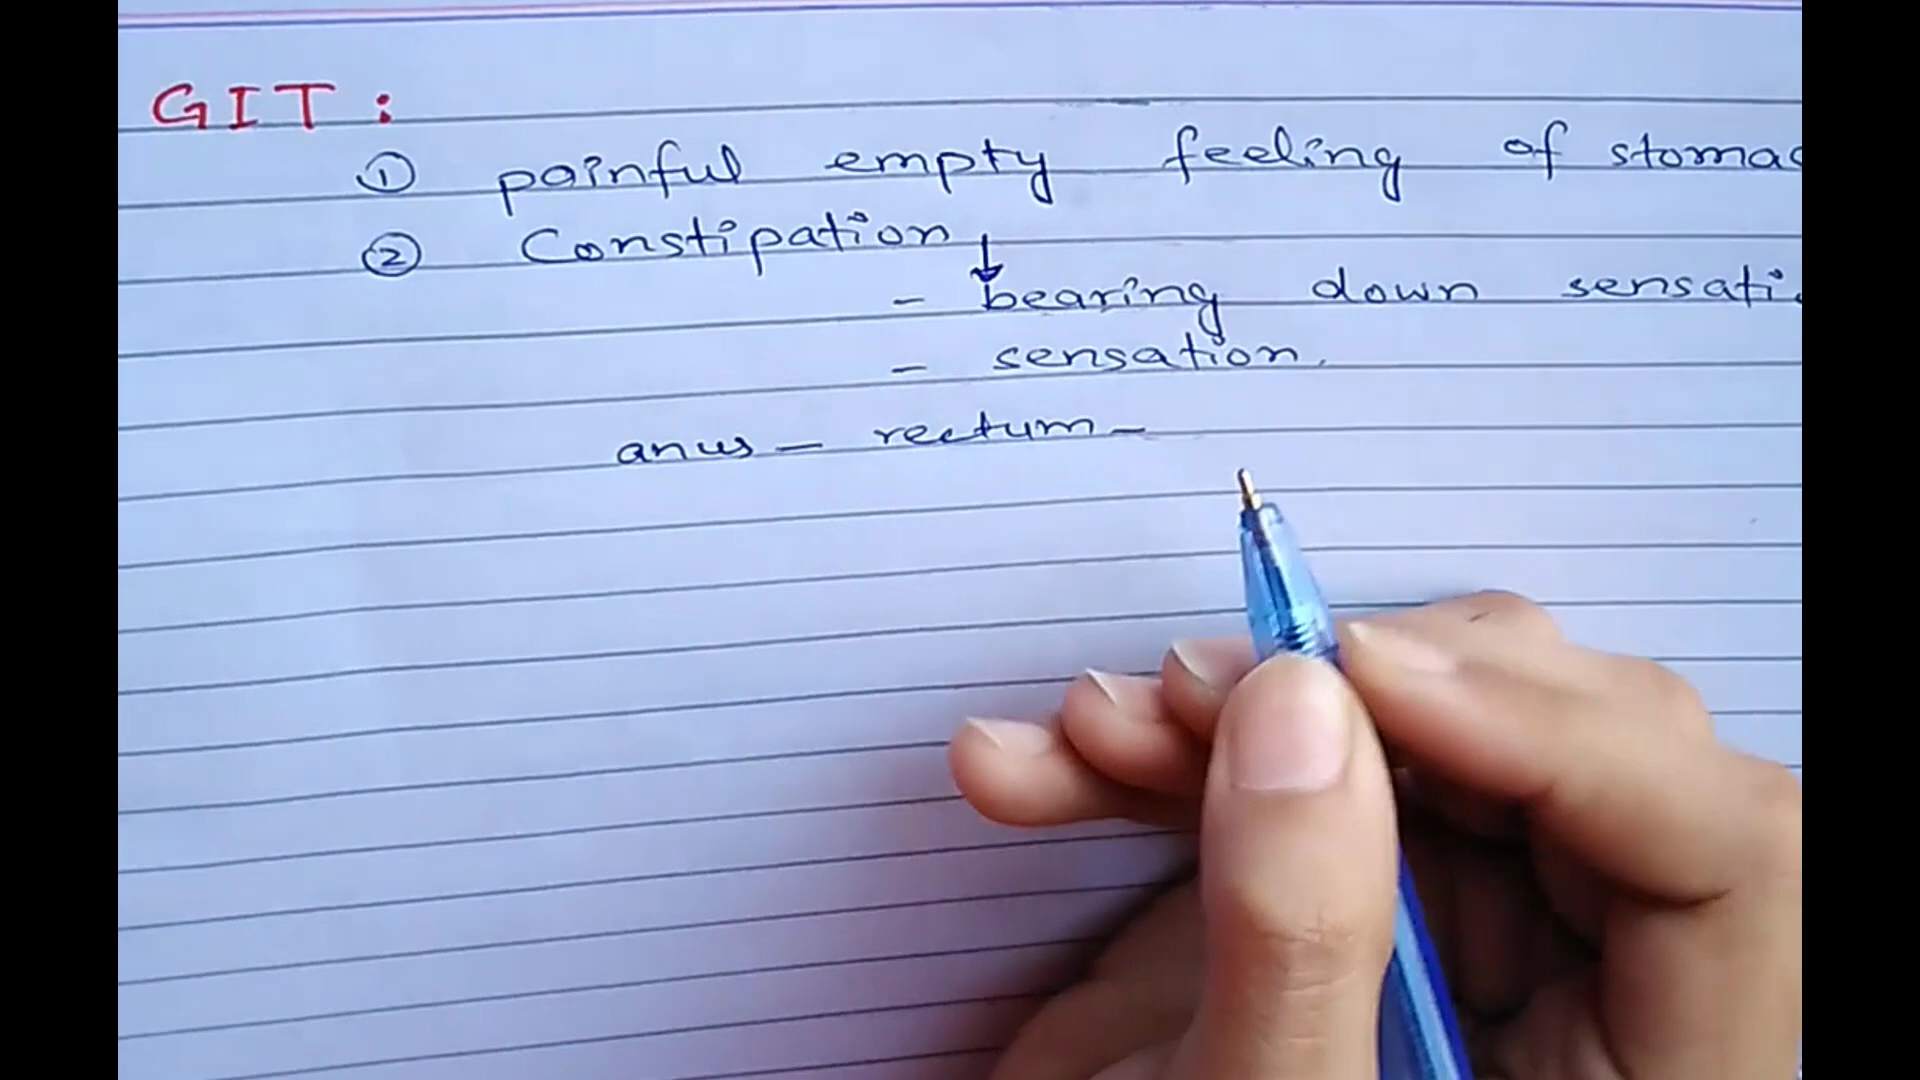 GIT :
① painful empty feeling of stomac
② Constipation ↓
- bearing down sensati
- sensation.
anus - rectum -